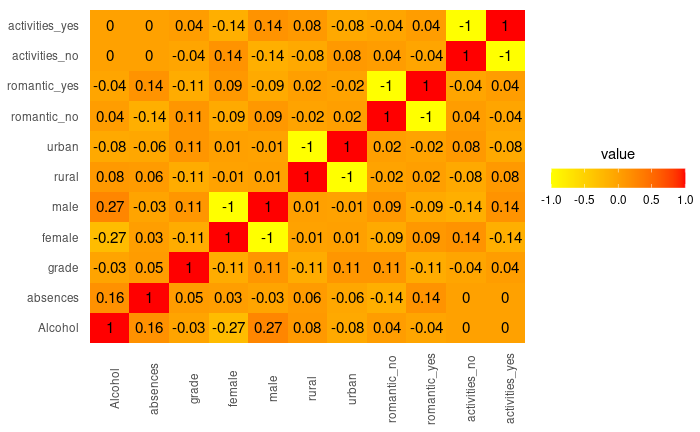 activities_yes 0 0 0.04 -0.14 0.14 0.08 -0.08 -0.04 0.04 -1 1
activities_no 0 0 -0.04 0.14 -0.14 -0.08 0.08 0.04 -0.04 1 -1
romantic_yes -0.04 0.14 -0.11 0.09 -0.09 0.02 -0.02 -1 1 -0.04 0.04
romantic_no 0.04 -0.14 0.11 -0.09 0.09 -0.02 0.02 1 -1 0.04 -0.04
urban -0.08 -0.06 0.11 0.01 -0.01 -1 1 0.02 -0.02 0.08 -0.08
rural 0.08 0.06 -0.11 -0.01 0.01 1 -1 -0.02 0.02 -0.08 0.08
male 0.27 -0.03 0.11 -1 1 0.01 -0.01 0.09 -0.09 -0.14 0.14
female -0.27 0.03 -0.11 1 -1 -0.01 0.01 -0.09 0.09 0.14 -0.14
grade -0.03 0.05 1 -0.11 0.11 -0.11 0.11 0.11 -0.11 -0.04 0.04
absences 0.16 1 0.05 0.03 -0.03 0.06 -0.06 -0.14 0.14 0 0
Alcohol 1 0.16 -0.03 -0.27 0.27 0.08 -0.08 0.04 -0.04 0 0
Alcohol absences grade female male rural urban romantic_no romantic_yes activities_no activities_yes
value
-1.0 -0.5 0.0 0.5 1.0